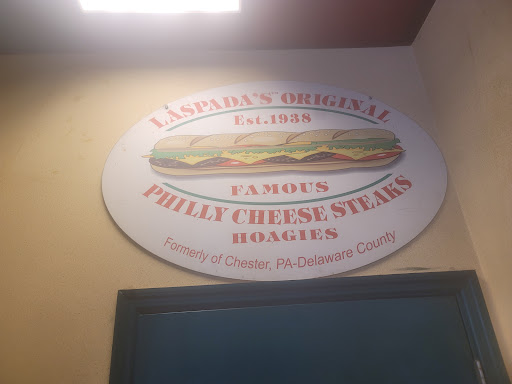 LASPADA'S ORIGINAL
Est.1938
FAMOUS
PHILLY CHEESE STEAKS
HOAGIES
Formerly of Chester, PA-Delaware County